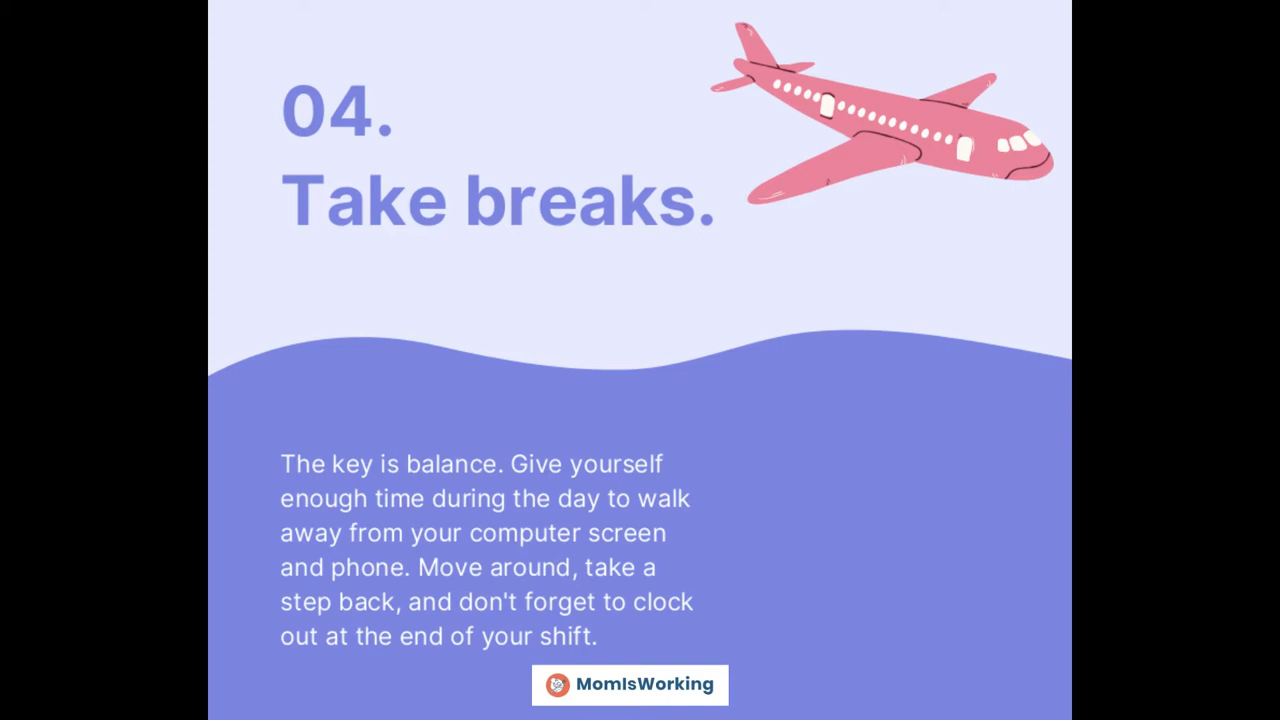 04.
Take breaks.
The key is balance. Give yourself
enough time during the day to walk
away from your computer screen
and phone. Move around, take a
step back, and don't forget to clock
out at the end of your shift.
MomIsWorking